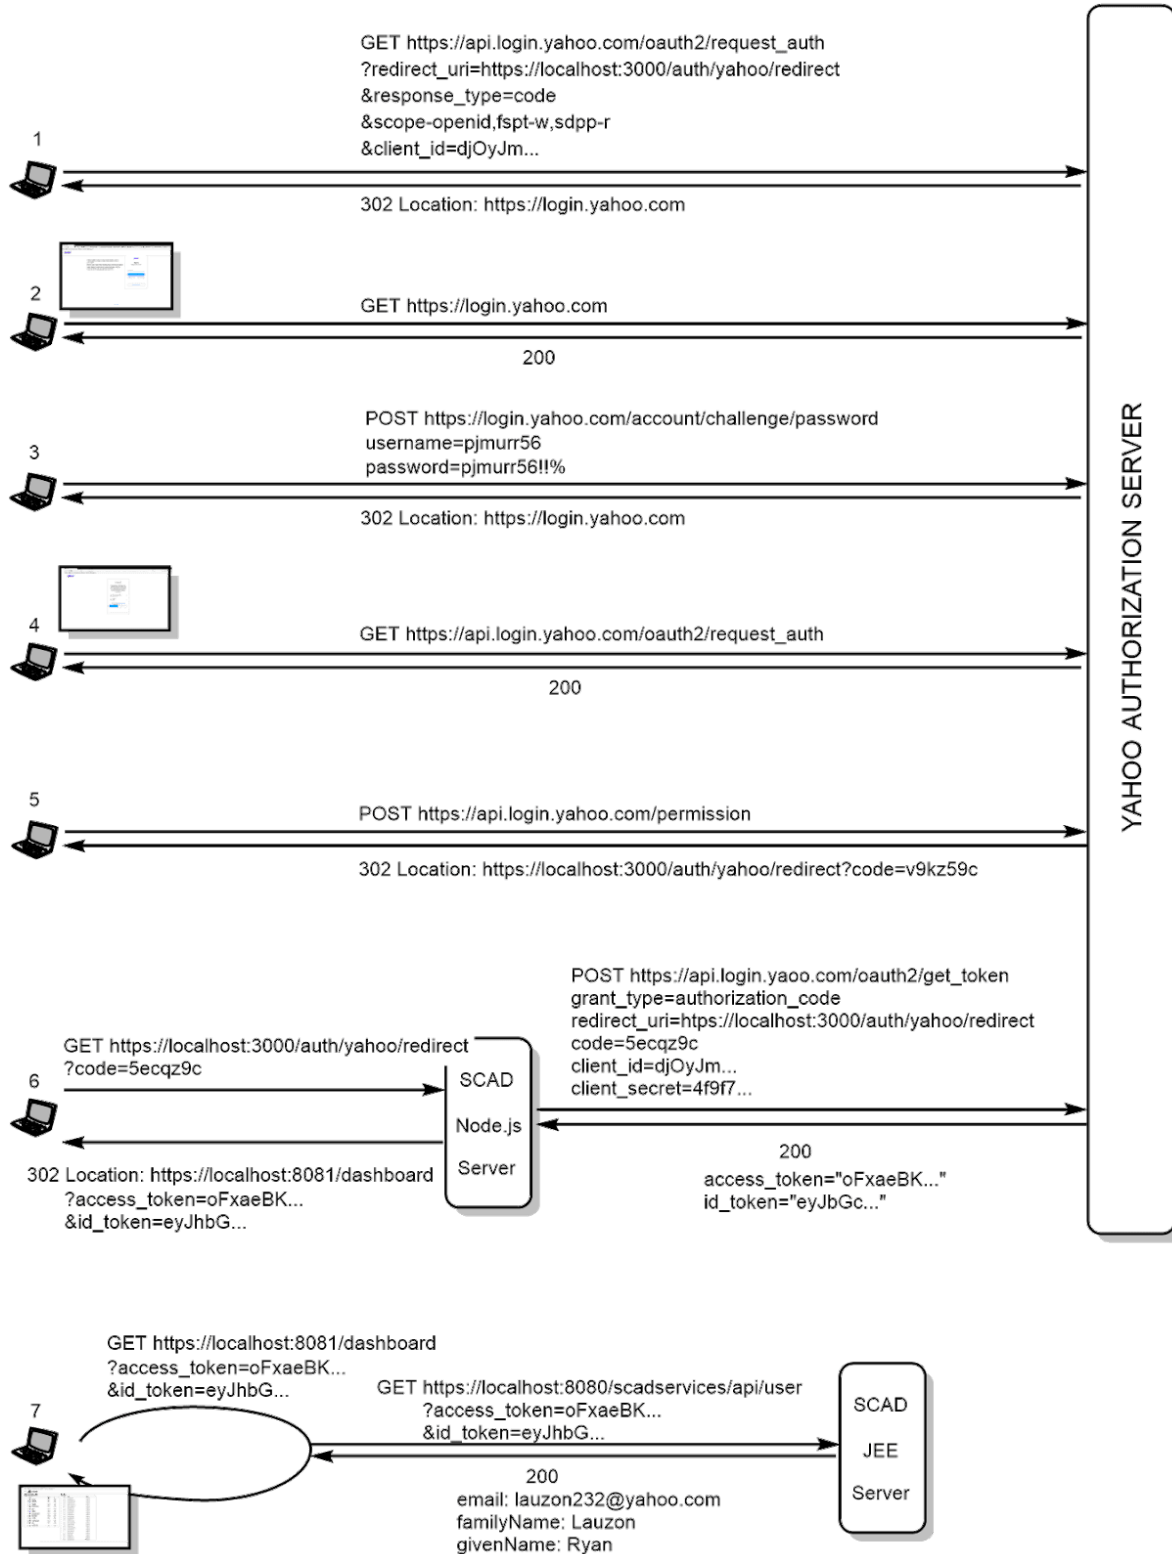 GET https://api.login.yahoo.com/oauth2/request_auth
?redirect_uri=https://localhost:3000/auth/yahoo/redirect
&response_type=code
&scope-openid,fspt-w,sdpp-r
&client_id=djOyJm...
1
302 Location: https://login.yahoo.com
2
GET https://login.yahoo.com
200
POST https://login.yahoo.com/account/challenge/password
username=pjmurr56
password=pjmurr56!!%
3
302 Location: https://login.yahoo.com
4
GET https://api.login.yahoo.com/oauth2/request_auth
200
YAHOO AUTHORIZATION SERVER
5
POST https://api.login.yahoo.com/permission
302 Location: https://localhost:3000/auth/yahoo/redirect?code=v9kz59c
POST https://api.login.yaoo.com/oauth2/get_token
grant_type=authorization_code
redirect_uri=htps://localhost:3000/auth/yahoo/redirect
code=5ecqz9c
client_id=djOyJm...
client_secret=4f9f7...
GET https://localhost:3000/auth/yahoo/redirect
?code=5ecqz9c
6
SCAD
Node.js
Server
302 Location: https://localhost:8081/dashboard
?access_token=oFxaeBK...
&id_token=eyJhbG...
200
access_token="oFxaeBK..."
id_token="eyJbGc..."
GET https://localhost:8081/dashboard
?access_token=oFxaeBK...
&id_token=eyJhbG...
7
GET https://localhost:8080/scadservices/api/user
?access_token=oFxaeBK...
&id_token=eyJhbG...
200
email: lauzon232@yahoo.com
familyName: Lauzon
givenName: Ryan
SCAD
JEE
Server